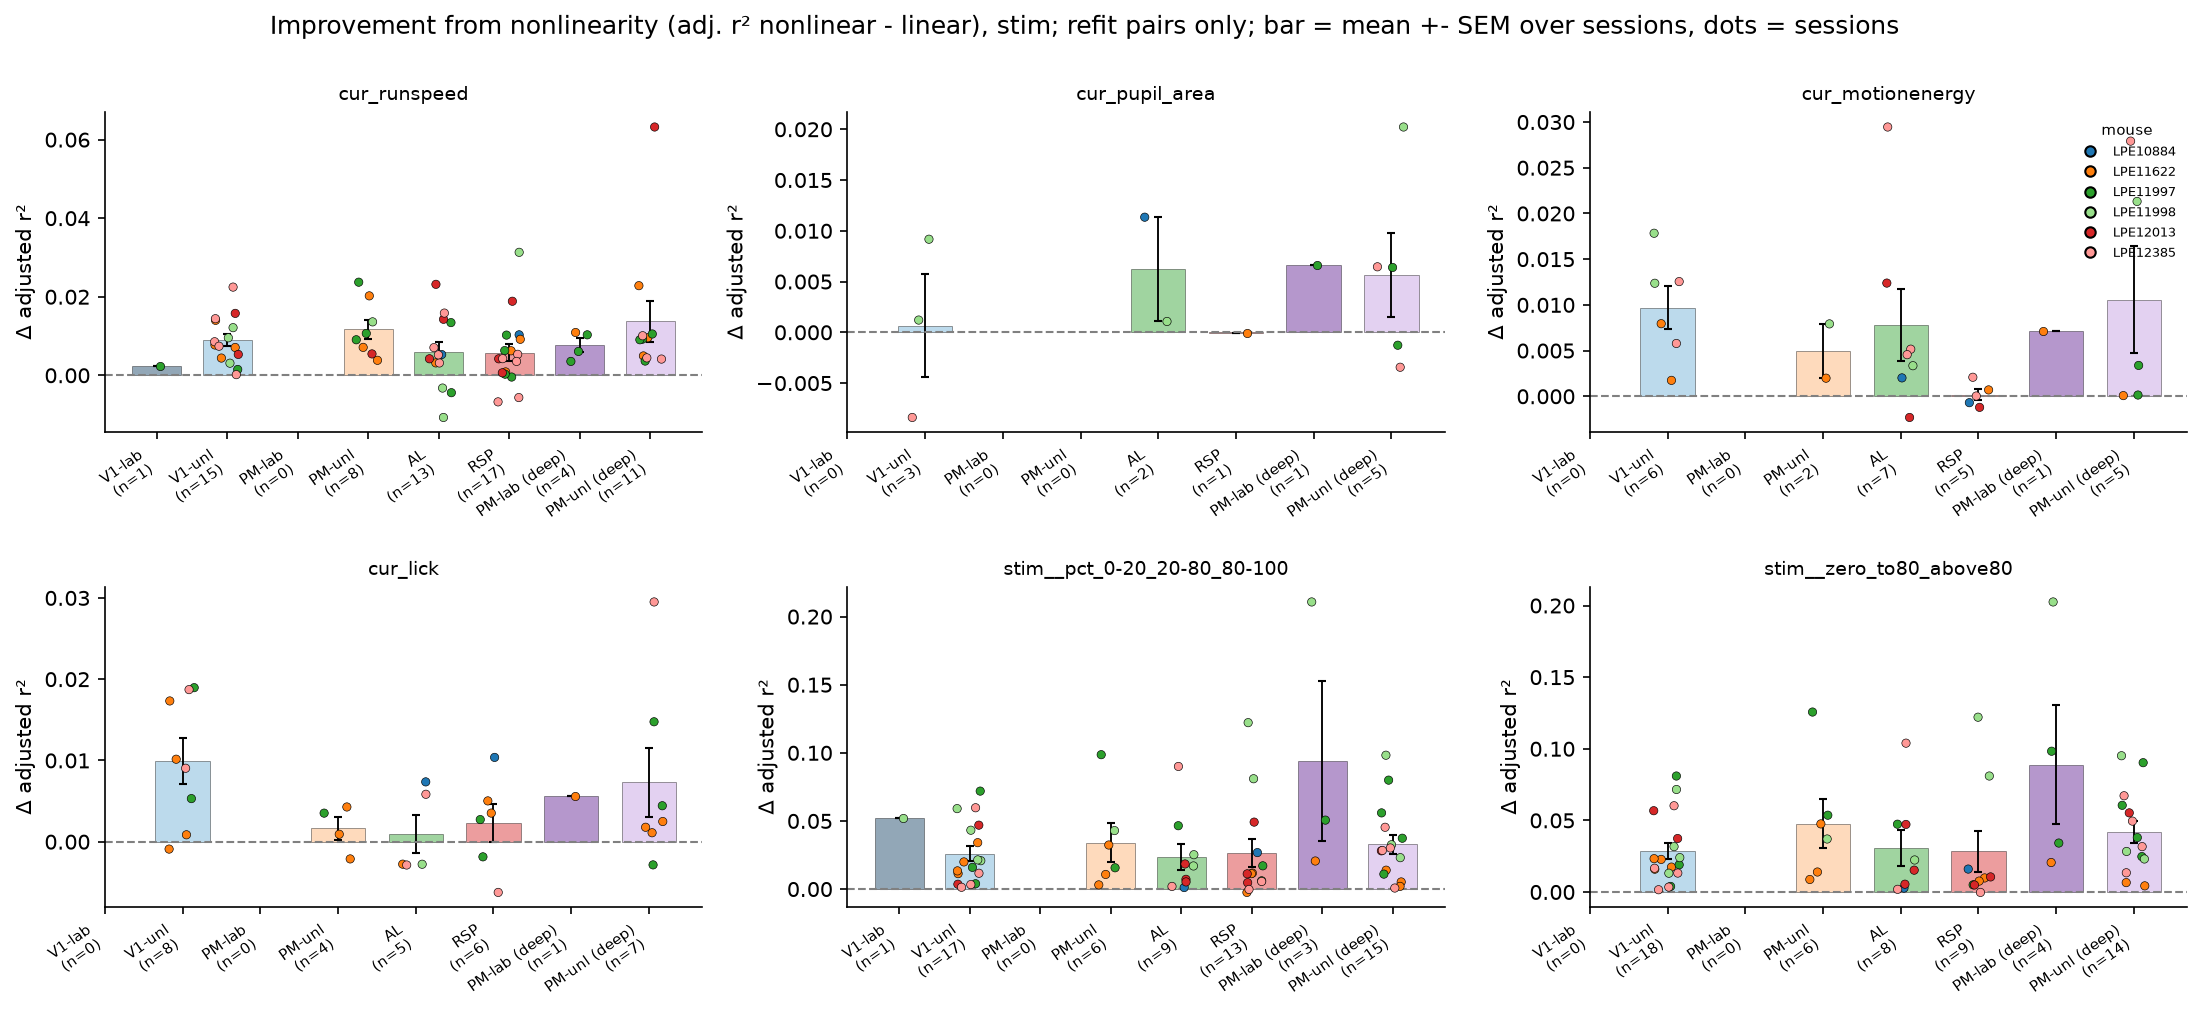 Improvement from nonlinearity (adj. r² nonlinear - linear), stim; refit pairs only; bar = mean +- SEM over sessions, dots = sessions
cur_runspeed
Δ adjusted r²
0.06
0.04
0.02
0.00
V1-lab
(n=1)
V1-unl
(n=15)
PM-lab
(n=0)
PM-unl
(n=8)
AL
(n=13)
RSP
(n=17)
PM-lab (deep)
(n=4)
PM-unl (deep)
(n=11)
cur_pupil_area
Δ adjusted r²
0.020
0.015
0.010
0.005
0.000
−0.005
V1-lab
(n=0)
V1-unl
(n=3)
PM-lab
(n=0)
PM-unl
(n=0)
AL
(n=2)
RSP
(n=1)
PM-lab (deep)
(n=1)
PM-unl (deep)
(n=5)
cur_motionenergy
Δ adjusted r²
0.030
0.025
0.020
0.015
0.010
0.005
0.000
mouse
LPE10884
LPE11622
LPE11997
LPE11998
LPE12013
LPE12385
V1-lab
(n=0)
V1-unl
(n=6)
PM-lab
(n=0)
PM-unl
(n=2)
AL
(n=7)
RSP
(n=5)
PM-lab (deep)
(n=1)
PM-unl (deep)
(n=5)
cur_lick
Δ adjusted r²
0.03
0.02
0.01
0.00
V1-lab
(n=0)
V1-unl
(n=8)
PM-lab
(n=0)
PM-unl
(n=4)
AL
(n=5)
RSP
(n=6)
PM-lab (deep)
(n=1)
PM-unl (deep)
(n=7)
stim__pct_0-20_20-80_80-100
Δ adjusted r²
0.20
0.15
0.10
0.05
0.00
V1-lab
(n=1)
V1-unl
(n=17)
PM-lab
(n=0)
PM-unl
(n=6)
AL
(n=9)
RSP
(n=13)
PM-lab (deep)
(n=3)
PM-unl (deep)
(n=15)
stim__zero_to80_above80
Δ adjusted r²
0.20
0.15
0.10
0.05
0.00
V1-lab
(n=0)
V1-unl
(n=18)
PM-lab
(n=0)
PM-unl
(n=6)
AL
(n=8)
RSP
(n=9)
PM-lab (deep)
(n=4)
PM-unl (deep)
(n=14)